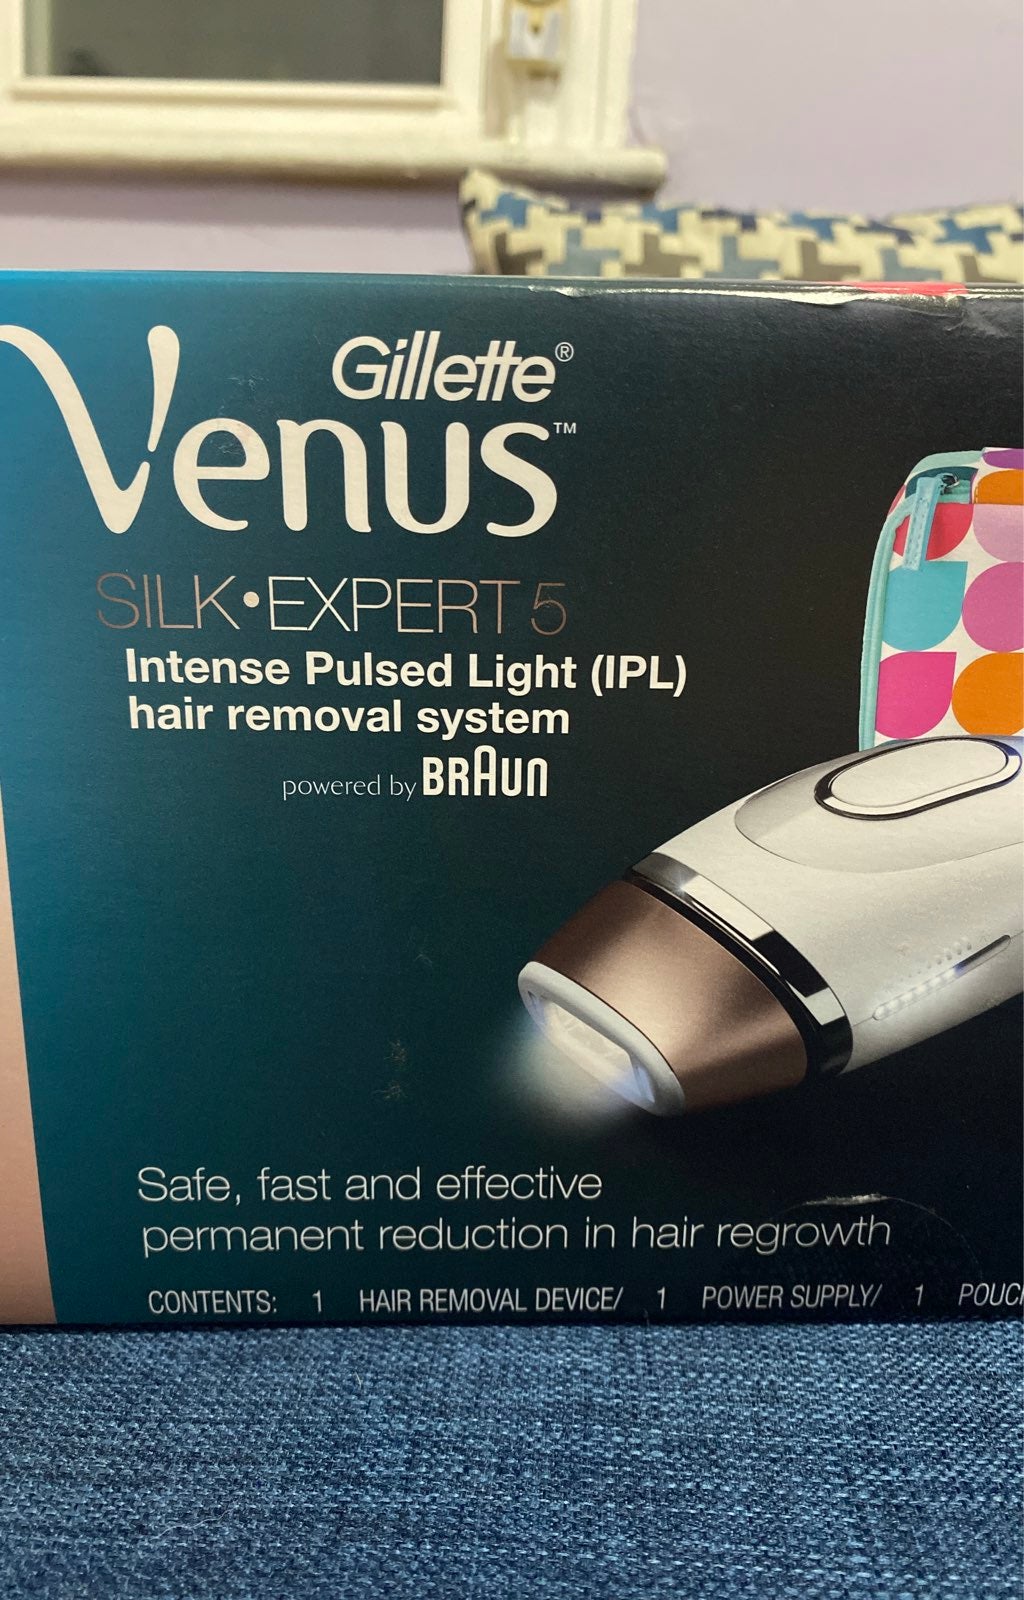 Gillette®
Venus™
SILK•EXPERT 5
Intense Pulsed Light (IPL)
hair removal system
powered by BRAUN
Safe, fast and effective
permanent reduction in hair regrowth
CONTENTS: 1 HAIR REMOVAL DEVICE/ 1 POWER SUPPLY/ 1 POUC